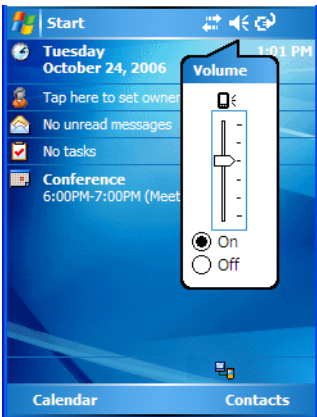 Start
Tuesday
October 24, 2006
1:01 PM
Volume
Tap here to set owner
No unread messages
No tasks
Conference
6:00PM-7:00PM (Meet
On
Off
Calendar
Contacts